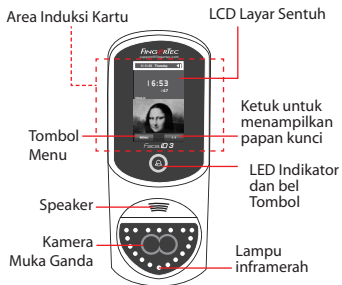 Area Induksi Kartu
LCD Layar Sentuh
FINGERTEC
16:53
:47
Tombol
Menu
Ketuk untuk
menampilkan
papan kunci
Face ID 3
LED Indikator
dan bel
Tombol
Speaker
Kamera
Muka Ganda
Lampu
inframerah